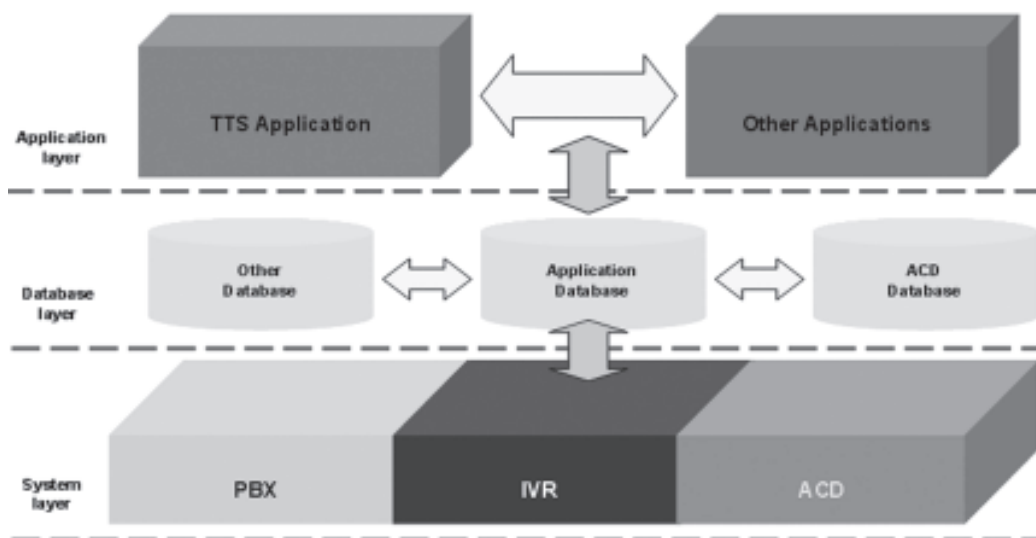 TTS Application
Other Applications
Application
layer
Other
Database
Application
Database
ACD
Database
Database
layer
PBX
IVR
ACD
System
layer